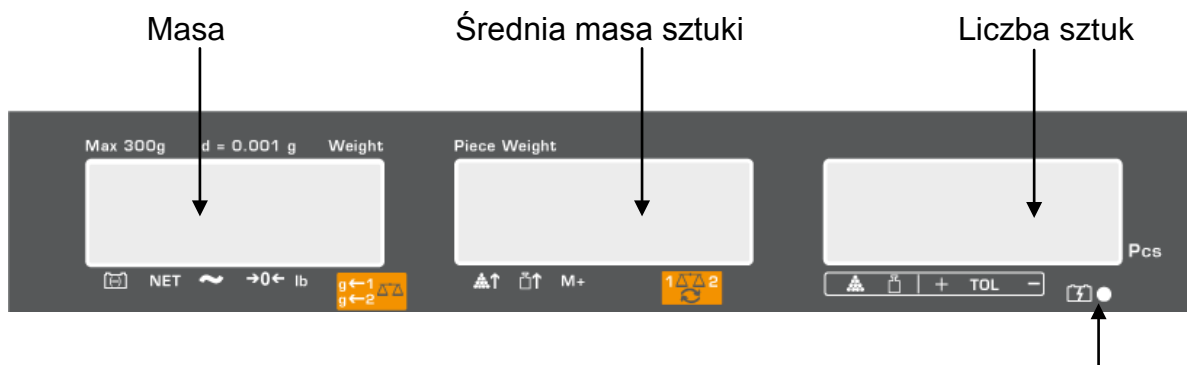 Masa Średnia masa sztuki Liczba sztuk
Max 300g d = 0.001 g Weight Piece Weight
Pcs
NET ~ →0← lb g←1 M+ 1 2 + TOL −
g←2